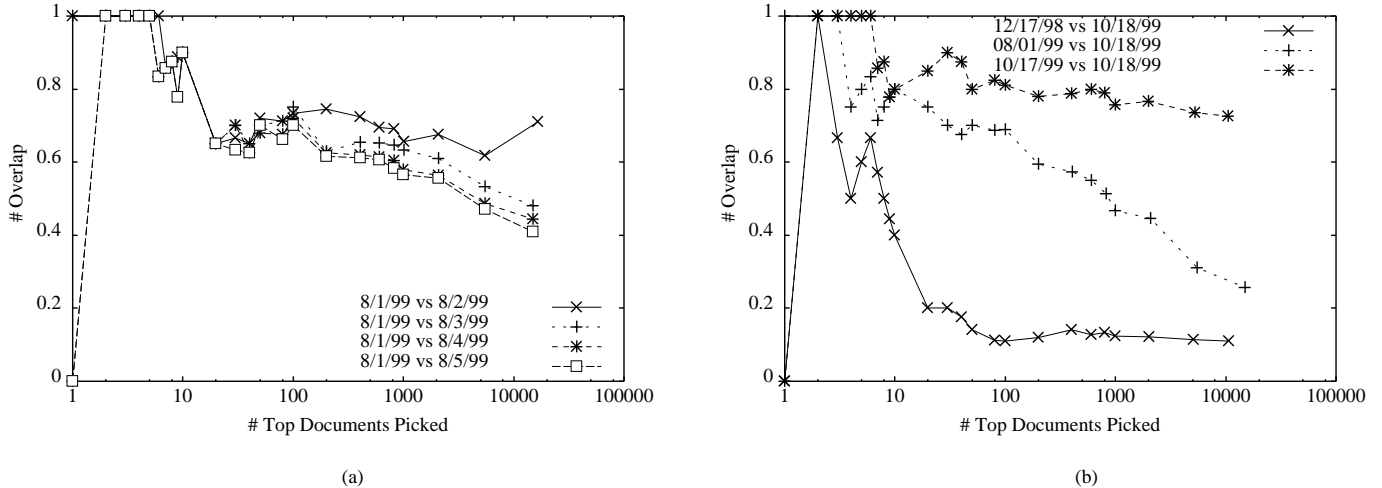 1
0.8
0.6
0.4
0.2
0
# Overlap
8/1/99 vs 8/2/99
8/1/99 vs 8/3/99
8/1/99 vs 8/4/99
8/1/99 vs 8/5/99
1 10 100 1000 10000 100000
# Top Documents Picked
(a)
1
0.8
0.6
0.4
0.2
0
# Overlap
12/17/98 vs 10/18/99
08/01/99 vs 10/18/99
10/17/99 vs 10/18/99
1 10 100 1000 10000 100000
# Top Documents Picked
(b)